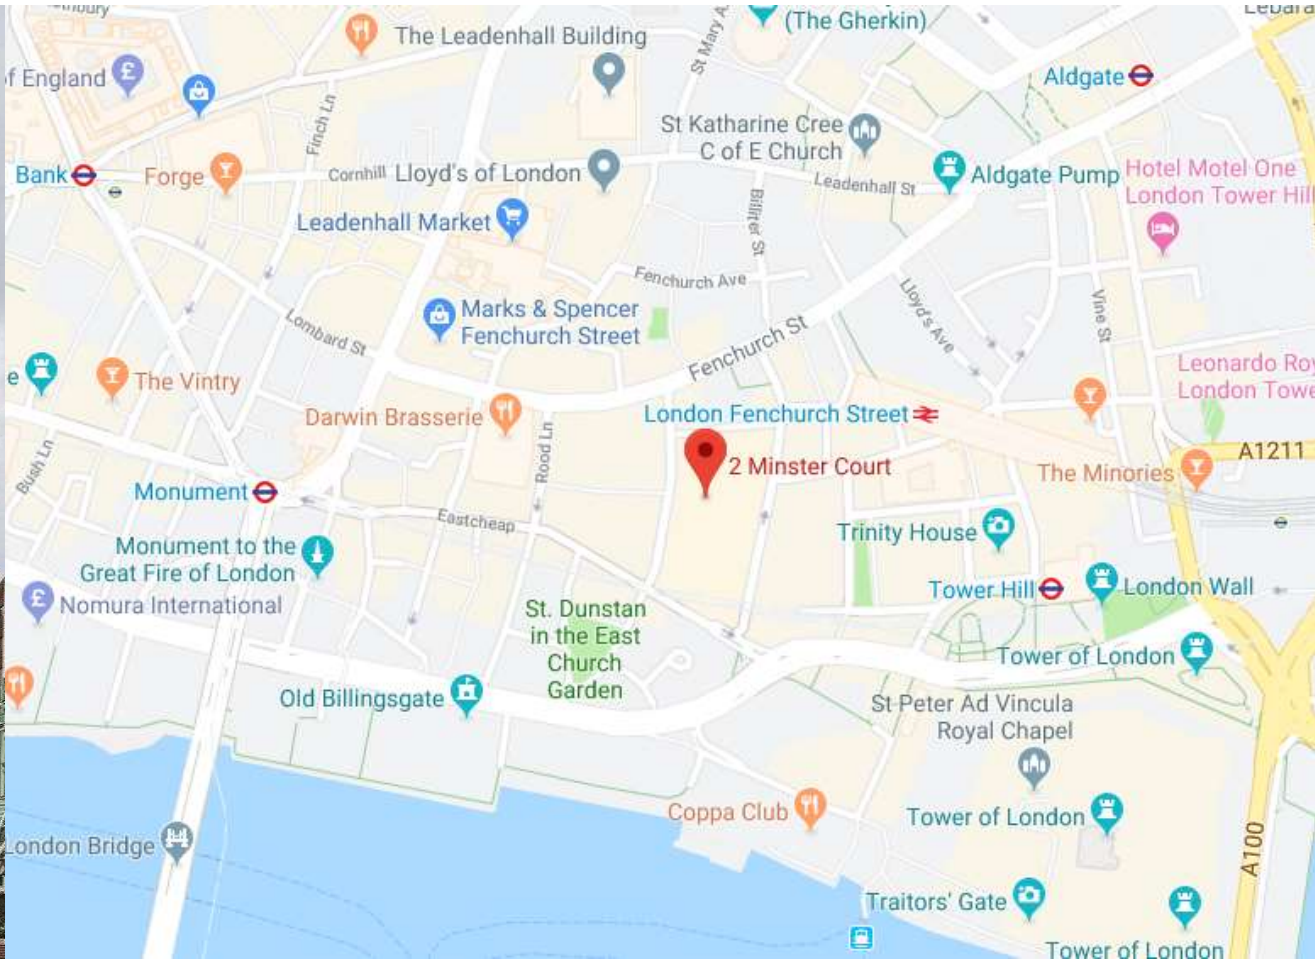 (The Gherkin)
The Leadenhall Building
St Mary A
of England
Aldgate
Finch Ln
St Katharine Cree
C of E Church
Bank
Forge
Cornhill
Lloyd's of London
Leadenhall St
Aldgate Pump
Hotel Motel One
London Tower Hill
Leadenhall Market
Billiter St
Fenchurch Ave
Lloyd's Ave
Vine St
Marks & Spencer
Fenchurch Street
Lombard St
Fenchurch St
e
The Vintry
Leonardo Roy
London Towe
Darwin Brasserie
London Fenchurch Street
Rood Ln
Bush Ln
2 Minster Court
A1211
The Minories
Monument
Eastcheap
Trinity House
Monument to the
Great Fire of London
Tower Hill
London Wall
Nomura International
St. Dunstan
in the East
Church
Garden
Tower of London
Old Billingsgate
St Peter Ad Vincula
Royal Chapel
Coppa Club
Tower of London
London Bridge
A100
Traitors' Gate
Tower of London